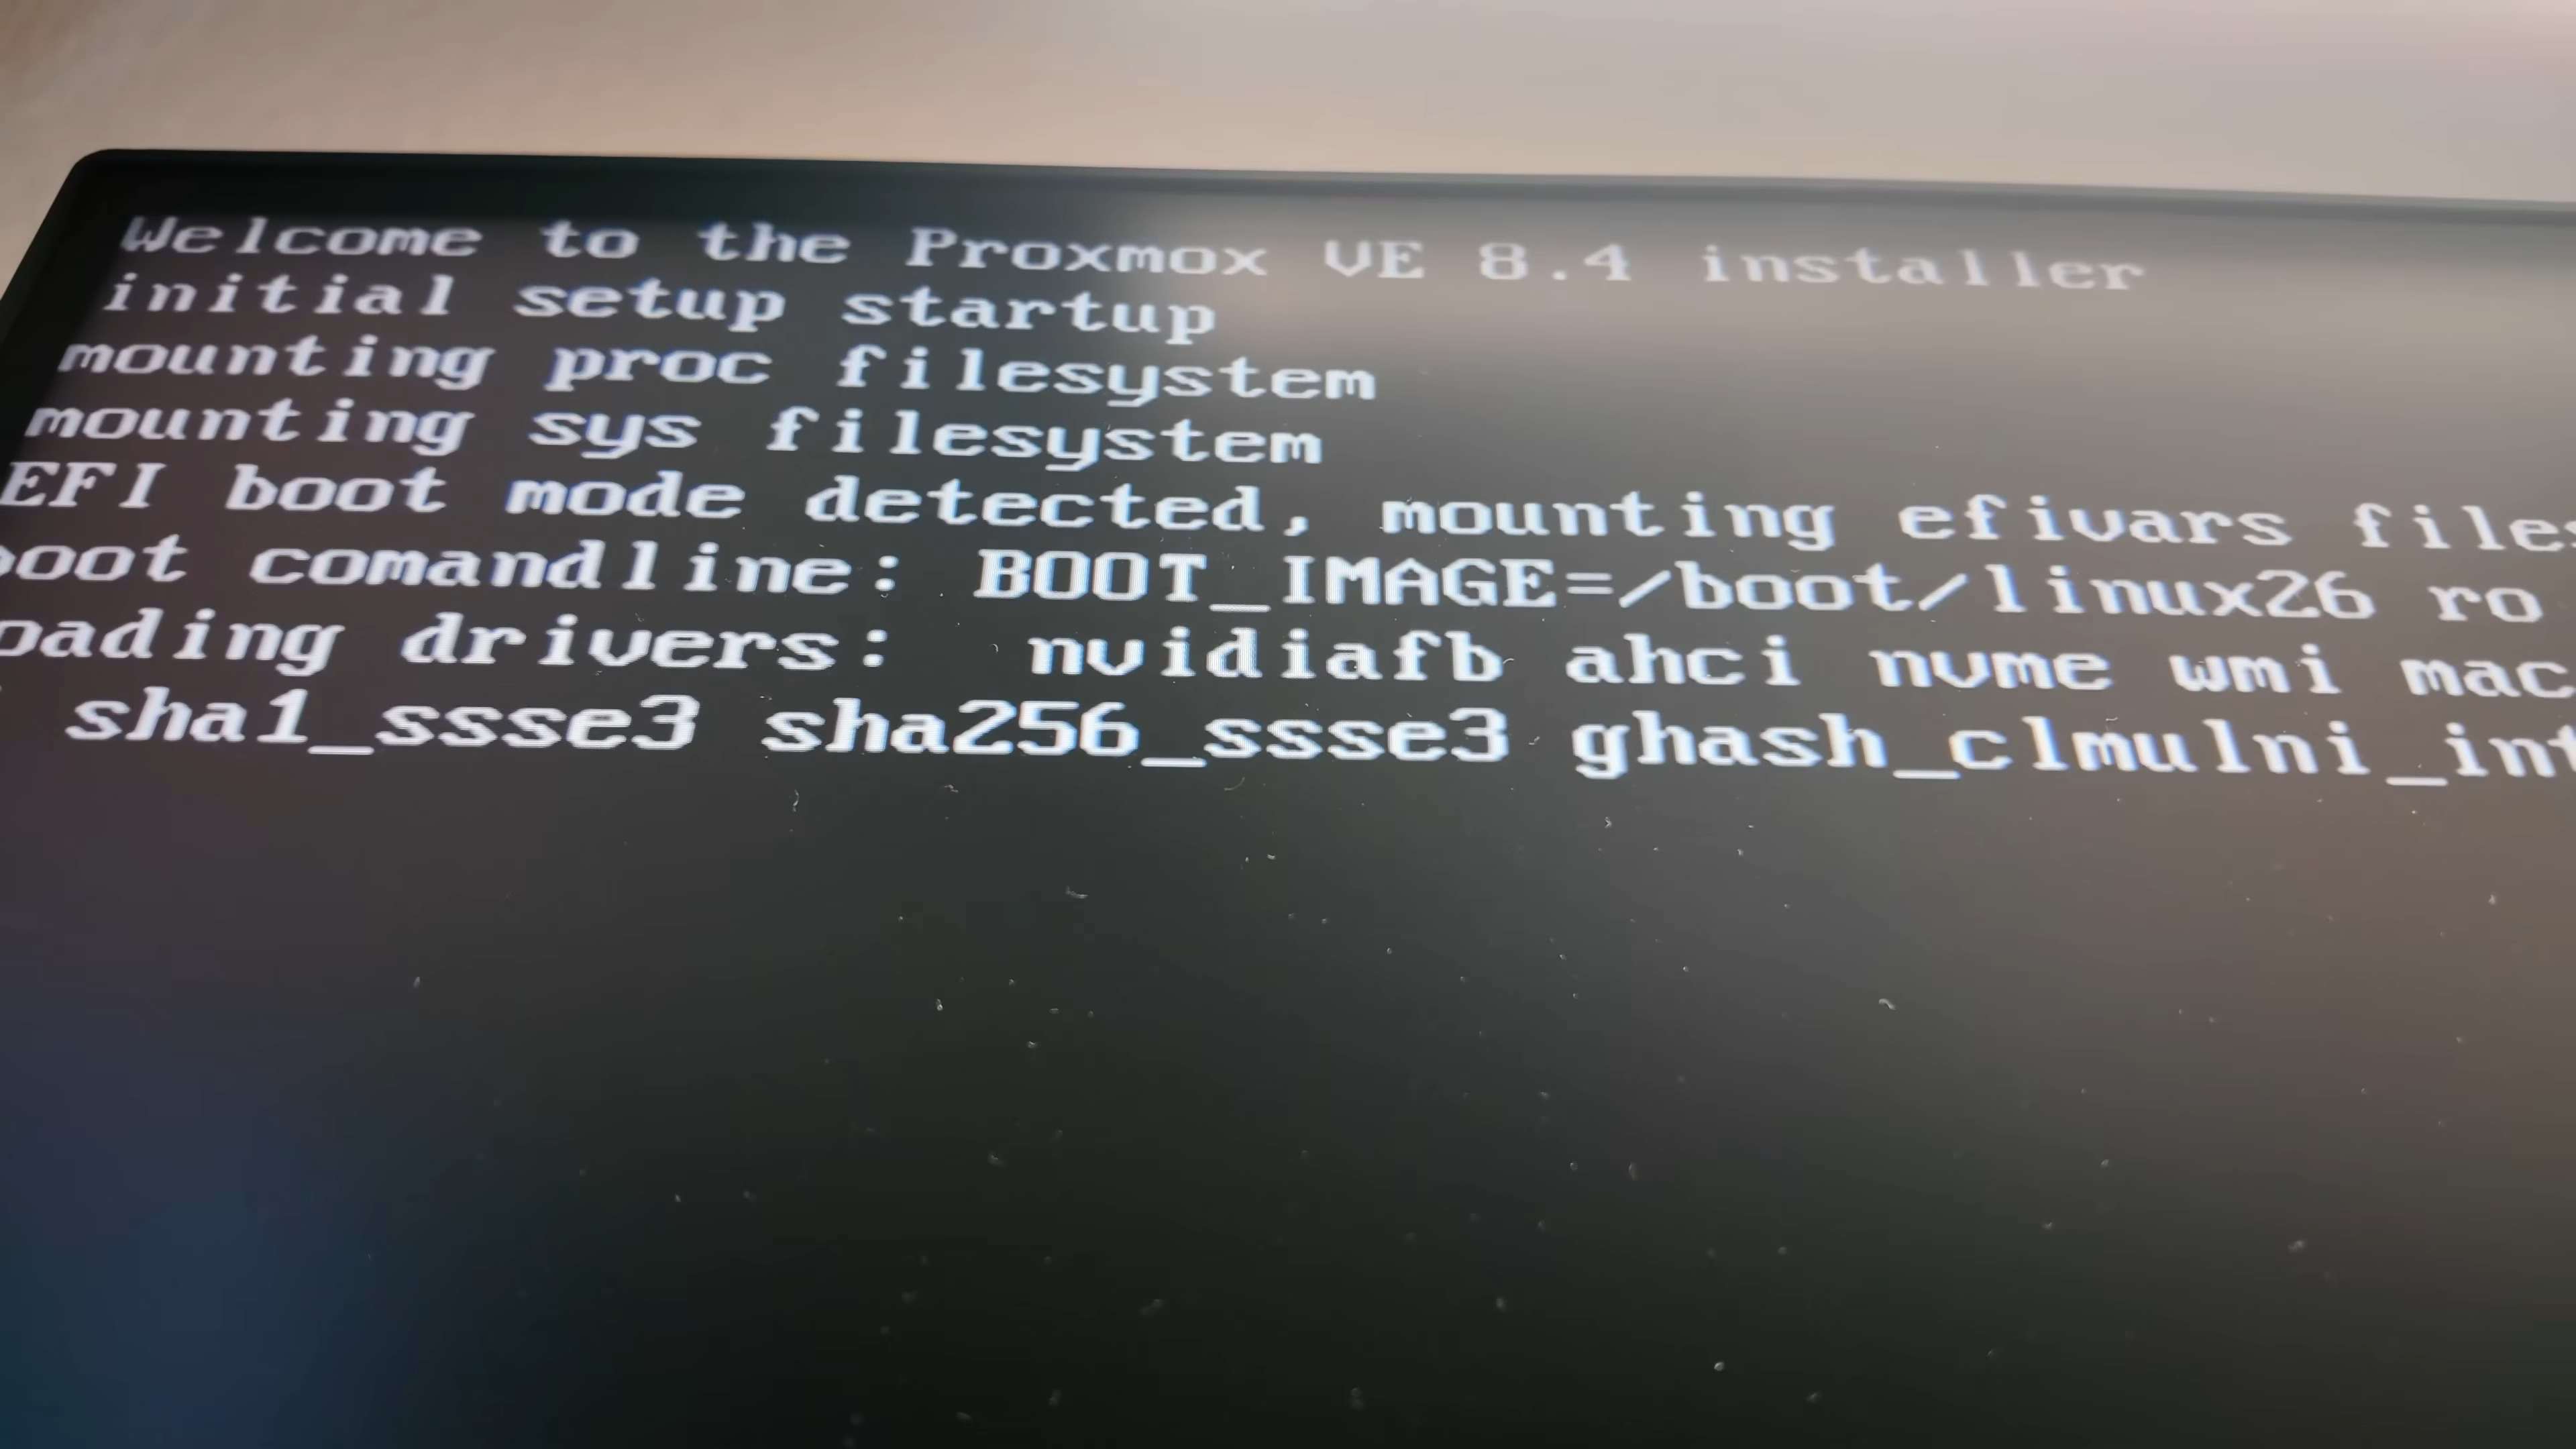 Welcome to the Proxmox VE 8.4 installer
initial setup startup
mounting proc filesystem
mounting sys filesystem
EFI boot mode detected, mounting efivars files
boot comandline: BOOT_IMAGE=/boot/linux26 ro
oading drivers: nvidiafb ahci nvme wmi mac
sha1_ssse3 sha256_ssse3 ghash_clmulni_int